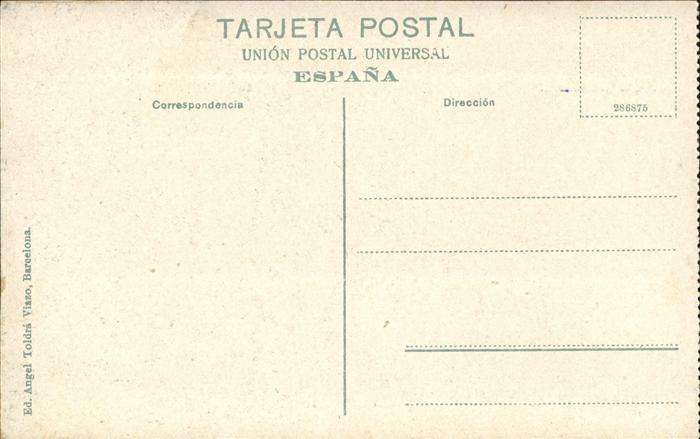 TARJETA POSTAL
UNIÓN POSTAL UNIVERSAL
ESPAÑA
Correspondencia
Dirección
286875
Ed. Angel Toldrá Viazo, Barcelona.